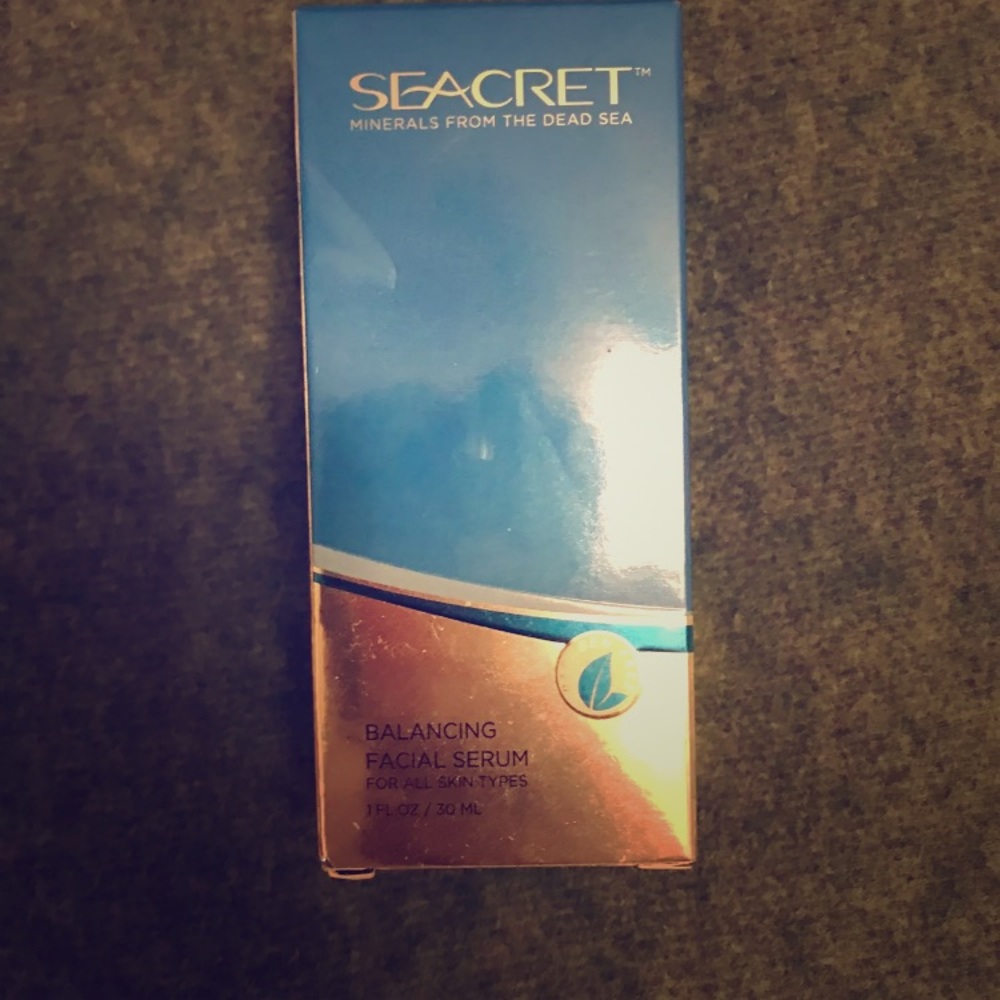 SEACRET™
MINERALS FROM THE DEAD SEA
BALANCING
FACIAL SERUM
FOR ALL SKIN TYPES
1 FL OZ / 30 ML